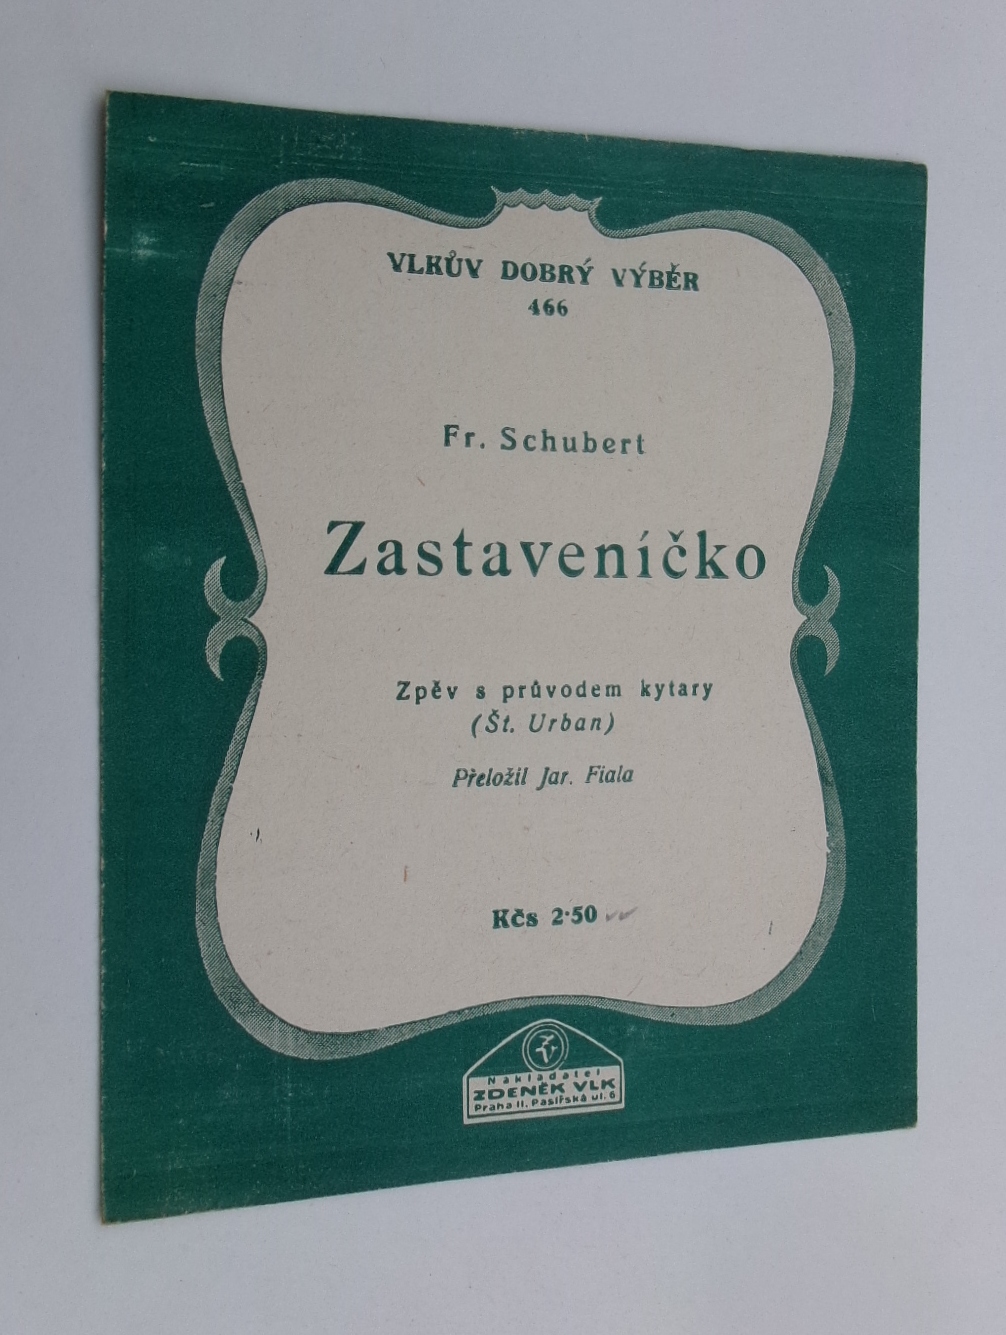 VLKŮV DOBRÝ VÝBĚR
466
Fr. Schubert
Zastaveníčko
Zpěv s průvodem kytary
(Št. Urban)
Přeložil Jar. Fiala
Kčs 2·50
ZV
Nakladatel
ZDENĚK VLK
Praha II. Pasířská ul. 6